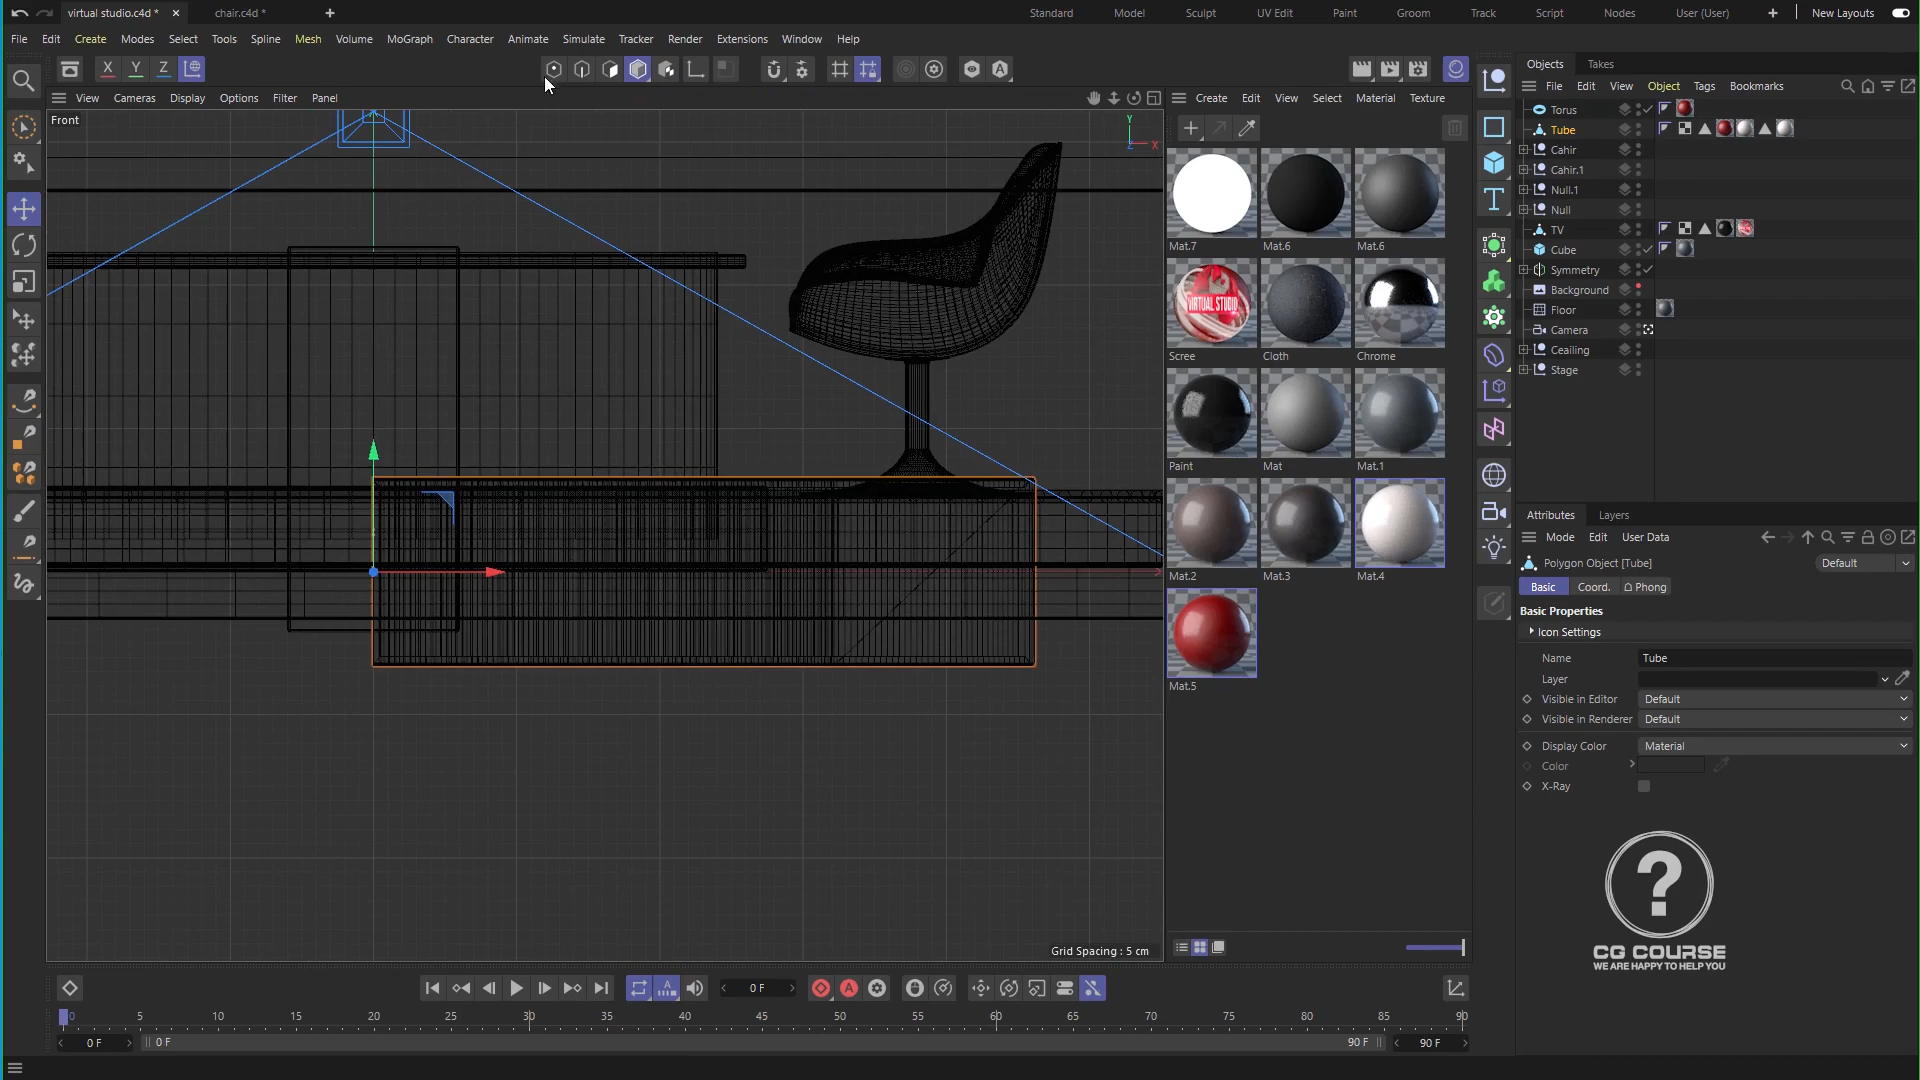 virtual studio.c4d *
chair.c4d *
Standard
Model
Sculpt
UV Edit
Paint
Groom
Track
Script
Nodes
User (User)
New Layouts
File
Edit
Create
Modes
Select
Tools
Spline
Mesh
Volume
MoGraph
Character
Animate
Simulate
Tracker
Render
Extensions
Window
Help
X
Y
Z
A
Objects
Takes
View
Cameras
Display
Options
Filter
Panel
Create
Edit
View
Select
Material
Texture
File
Edit
View
Object
Tags
Bookmarks
Front
Y
X
Torus
Tube
Cahir
Cahir.1
Null.1
Null
TV
Cube
Symmetry
Background
Floor
Camera
Ceailing
Stage
Mat.7
Mat.6
Mat.6
VIRTUAL STUDIO
Scree
Cloth
Chrome
Paint
Mat
Mat.1
Mat.2
Mat.3
Mat.4
Mat.5
Attributes
Layers
Mode
Edit
User Data
Polygon Object [Tube]
Default
Basic
Coord.
Phong
Basic Properties
Icon Settings
Name
Tube
Layer
Visible in Editor
Default
Visible in Renderer
Default
Display Color
Material
Color
X-Ray
CG COURSE
WE ARE HAPPY TO HELP YOU
Grid Spacing : 5 cm
0 F
A
0 5 10 15 20 25 30 35 40 45 50 55 60 65 70 75 80 85 90
0 F
0 F
90 F
90 F